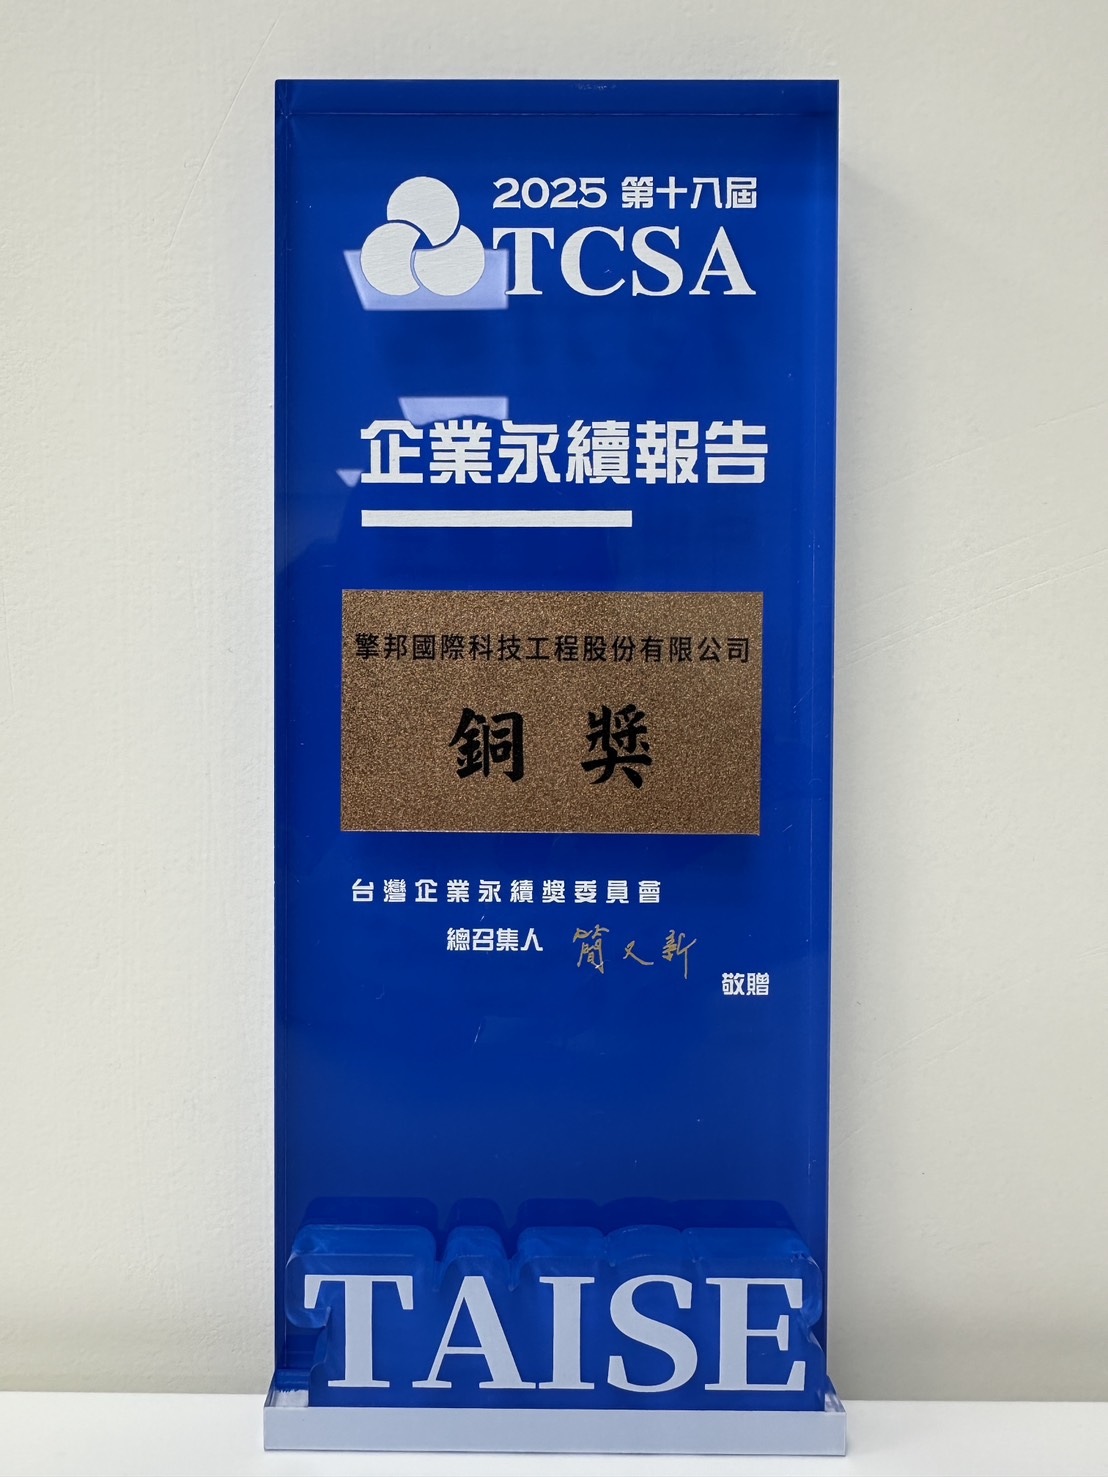 2025 第十八屆
TCSA
企業永續報告
擎邦國際科技工程股份有限公司
銅獎
台灣企業永續獎委員會
總召集人 簡又新
敬贈
TAISE